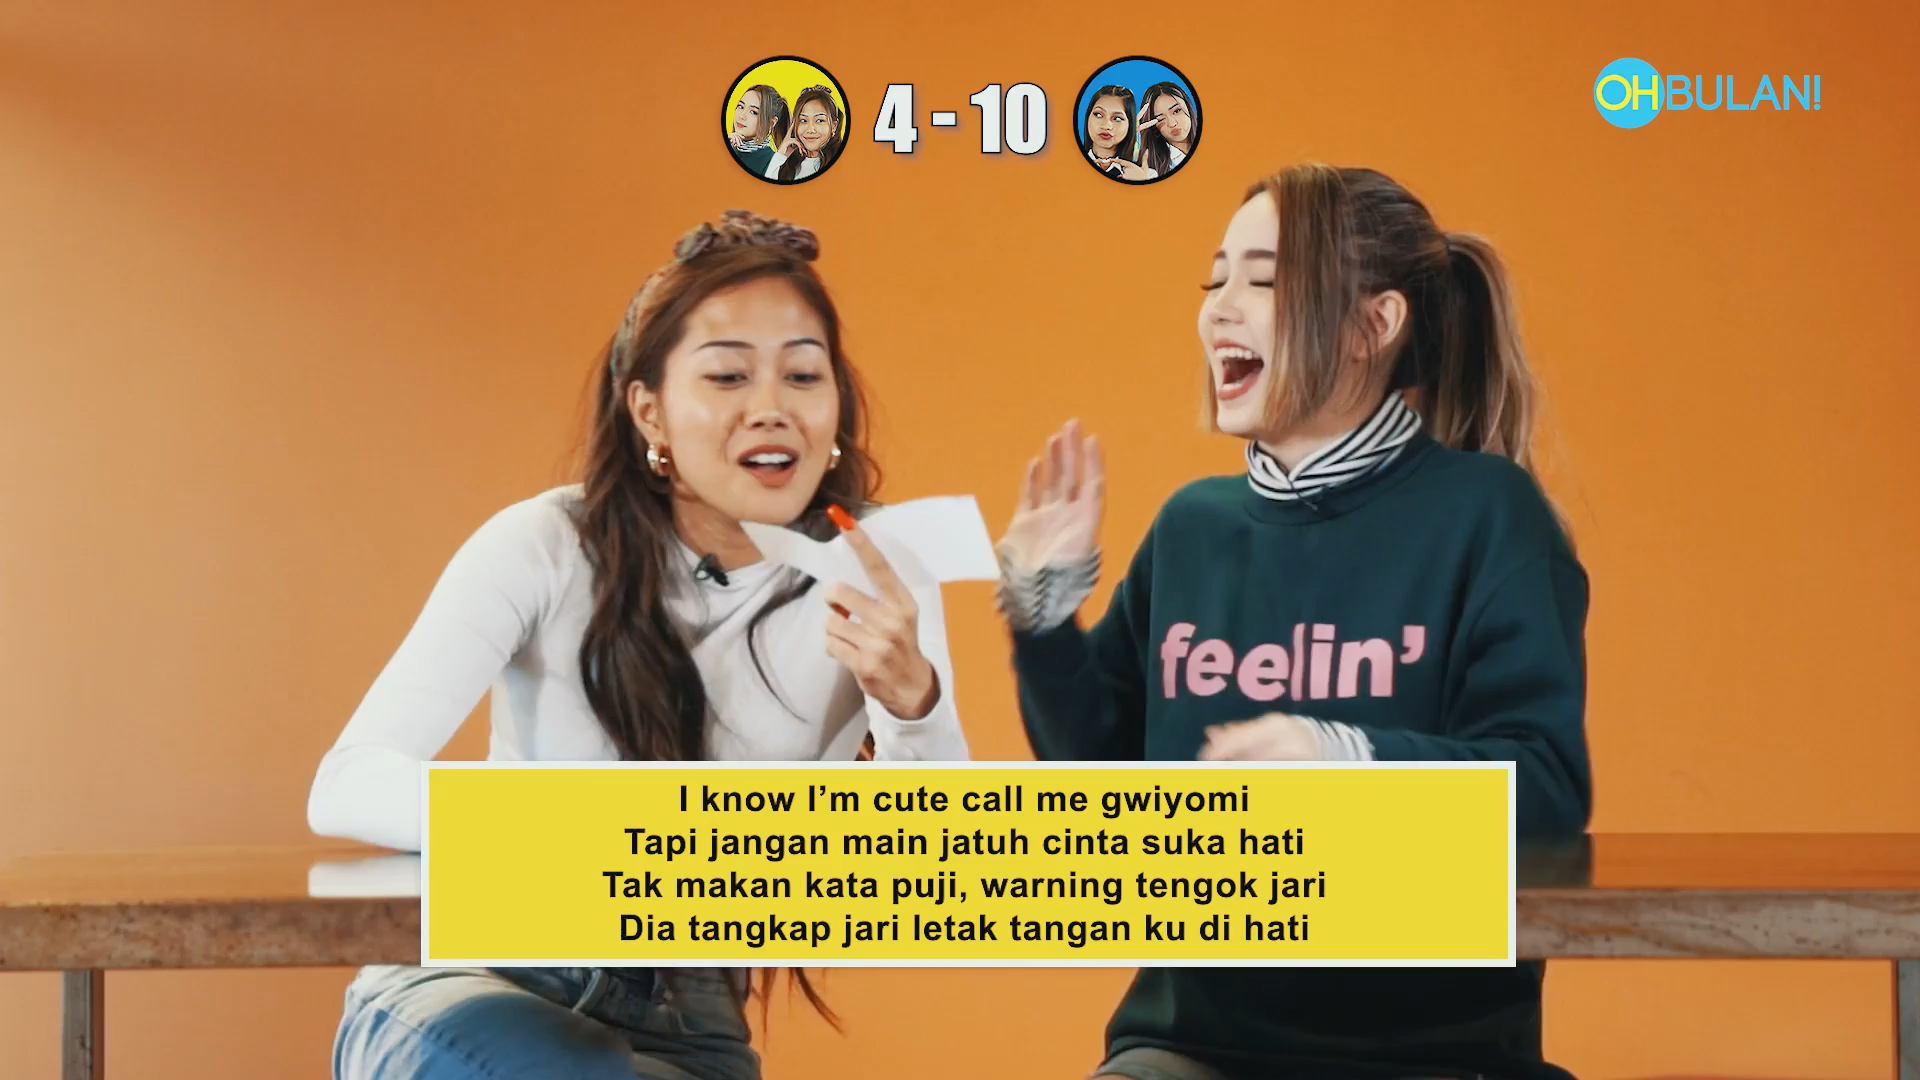 4 - 10
OHBULAN!
feelin’
I know I’m cute call me gwiyomi
Tapi jangan main jatuh cinta suka hati
Tak makan kata puji, warning tengok jari
Dia tangkap jari letak tangan ku di hati